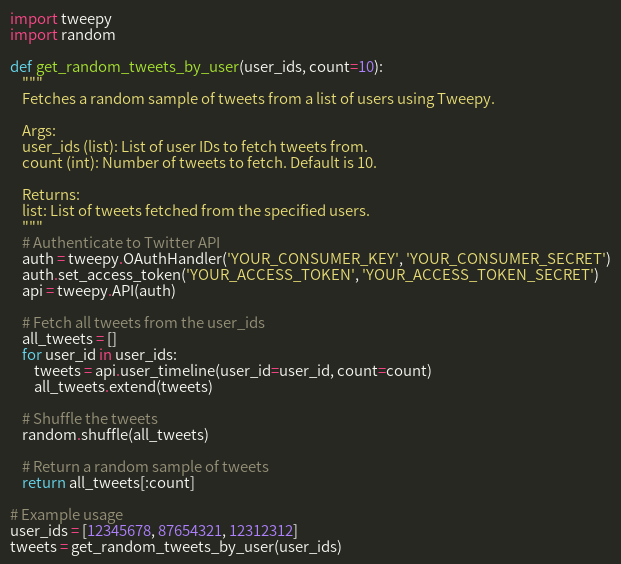 import tweepy
import random

def get_random_tweets_by_user(user_ids, count=10):
    """
    Fetches a random sample of tweets from a list of users using Tweepy.

    Args:
    user_ids (list): List of user IDs to fetch tweets from.
    count (int): Number of tweets to fetch. Default is 10.

    Returns:
    list: List of tweets fetched from the specified users.
    """
    # Authenticate to Twitter API
    auth = tweepy.OAuthHandler('YOUR_CONSUMER_KEY', 'YOUR_CONSUMER_SECRET')
    auth.set_access_token('YOUR_ACCESS_TOKEN', 'YOUR_ACCESS_TOKEN_SECRET')
    api = tweepy.API(auth)

    # Fetch all tweets from the user_ids
    all_tweets = []
    for user_id in user_ids:
        tweets = api.user_timeline(user_id=user_id, count=count)
        all_tweets.extend(tweets)

    # Shuffle the tweets
    random.shuffle(all_tweets)

    # Return a random sample of tweets
    return all_tweets[:count]

# Example usage
user_ids = [12345678, 87654321, 12312312]
tweets = get_random_tweets_by_user(user_ids)